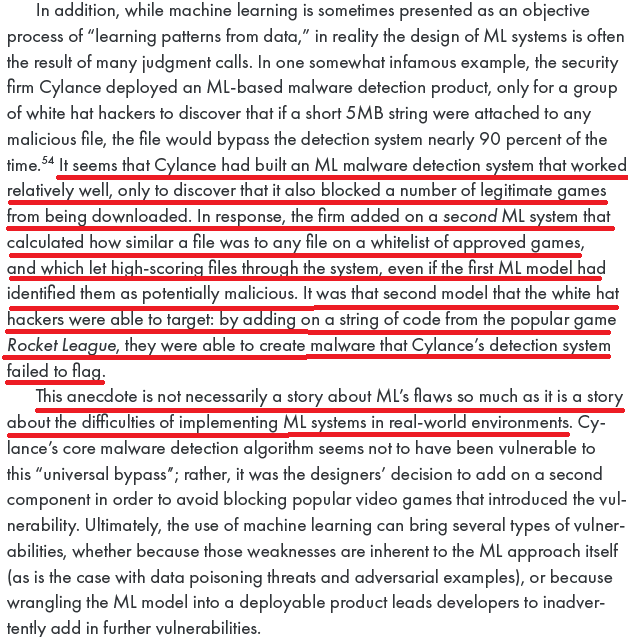 In addition, while machine learning is sometimes presented as an objective
process of “learning patterns from data,” in reality the design of ML systems is often
the result of many judgment calls. In one somewhat infamous example, the security
firm Cylance deployed an ML-based malware detection product, only for a group
of white hat hackers to discover that if a short 5MB string were attached to any
malicious file, the file would bypass the detection system nearly 90 percent of the
time.54 It seems that Cylance had built an ML malware detection system that worked
relatively well, only to discover that it also blocked a number of legitimate games
from being downloaded. In response, the firm added on a second ML system that
calculated how similar a file was to any file on a whitelist of approved games,
and which let high-scoring files through the system, even if the first ML model had
identified them as potentially malicious. It was that second model that the white hat
hackers were able to target: by adding on a string of code from the popular game
Rocket League, they were able to create malware that Cylance’s detection system
failed to flag.
This anecdote is not necessarily a story about ML’s flaws so much as it is a story
about the difficulties of implementing ML systems in real-world environments. Cy-
lance’s core malware detection algorithm seems not to have been vulnerable to
this “universal bypass”; rather, it was the designers’ decision to add on a second
component in order to avoid blocking popular video games that introduced the vul-
nerability. Ultimately, the use of machine learning can bring several types of vulner-
abilities, whether because those weaknesses are inherent to the ML approach itself
(as is the case with data poisoning threats and adversarial examples), or because
wrangling the ML model into a deployable product leads developers to inadver-
tently add in further vulnerabilities.